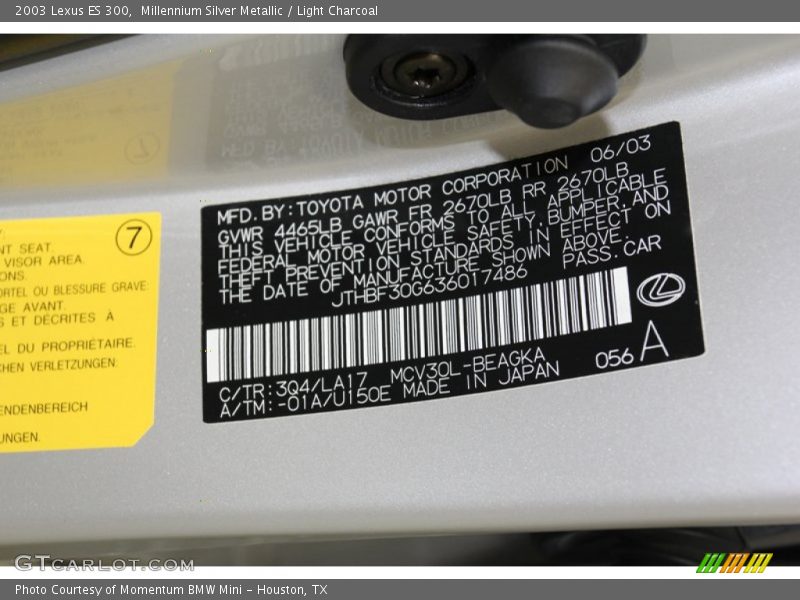 2003 Lexus ES 300, Millennium Silver Metallic / Light Charcoal
MFD. BY: TOYOTA MOTOR CORPORATION 06/03
GVWR 4465LB GAWR FR 2670LB RR 2670LB
THIS VEHICLE CONFORMS TO ALL APPLICABLE
FEDERAL MOTOR VEHICLE SAFETY, BUMPER, AND
THEFT PREVENTION STANDARDS IN EFFECT ON
THE DATE OF MANUFACTURE SHOWN ABOVE.
JTHBF30G636017486 PASS. CAR
C/TR: 3Q4/LA17 MCV30L-BEAGKA
A/TM: -01A/U150E MADE IN JAPAN
056 A
7
NT SEAT.
VISOR AREA.
ONS.
ORTEL OU BLESSURE GRAVE:
GE AVANT.
S ET DÉCRITES À
EL DU PROPRIÉTAIRE.
CHEN VERLETZUNGEN:
ENDENBEREICH
UNGEN.
GTCARLOT.COM
Photo Courtesy of Momentum BMW Mini - Houston, TX